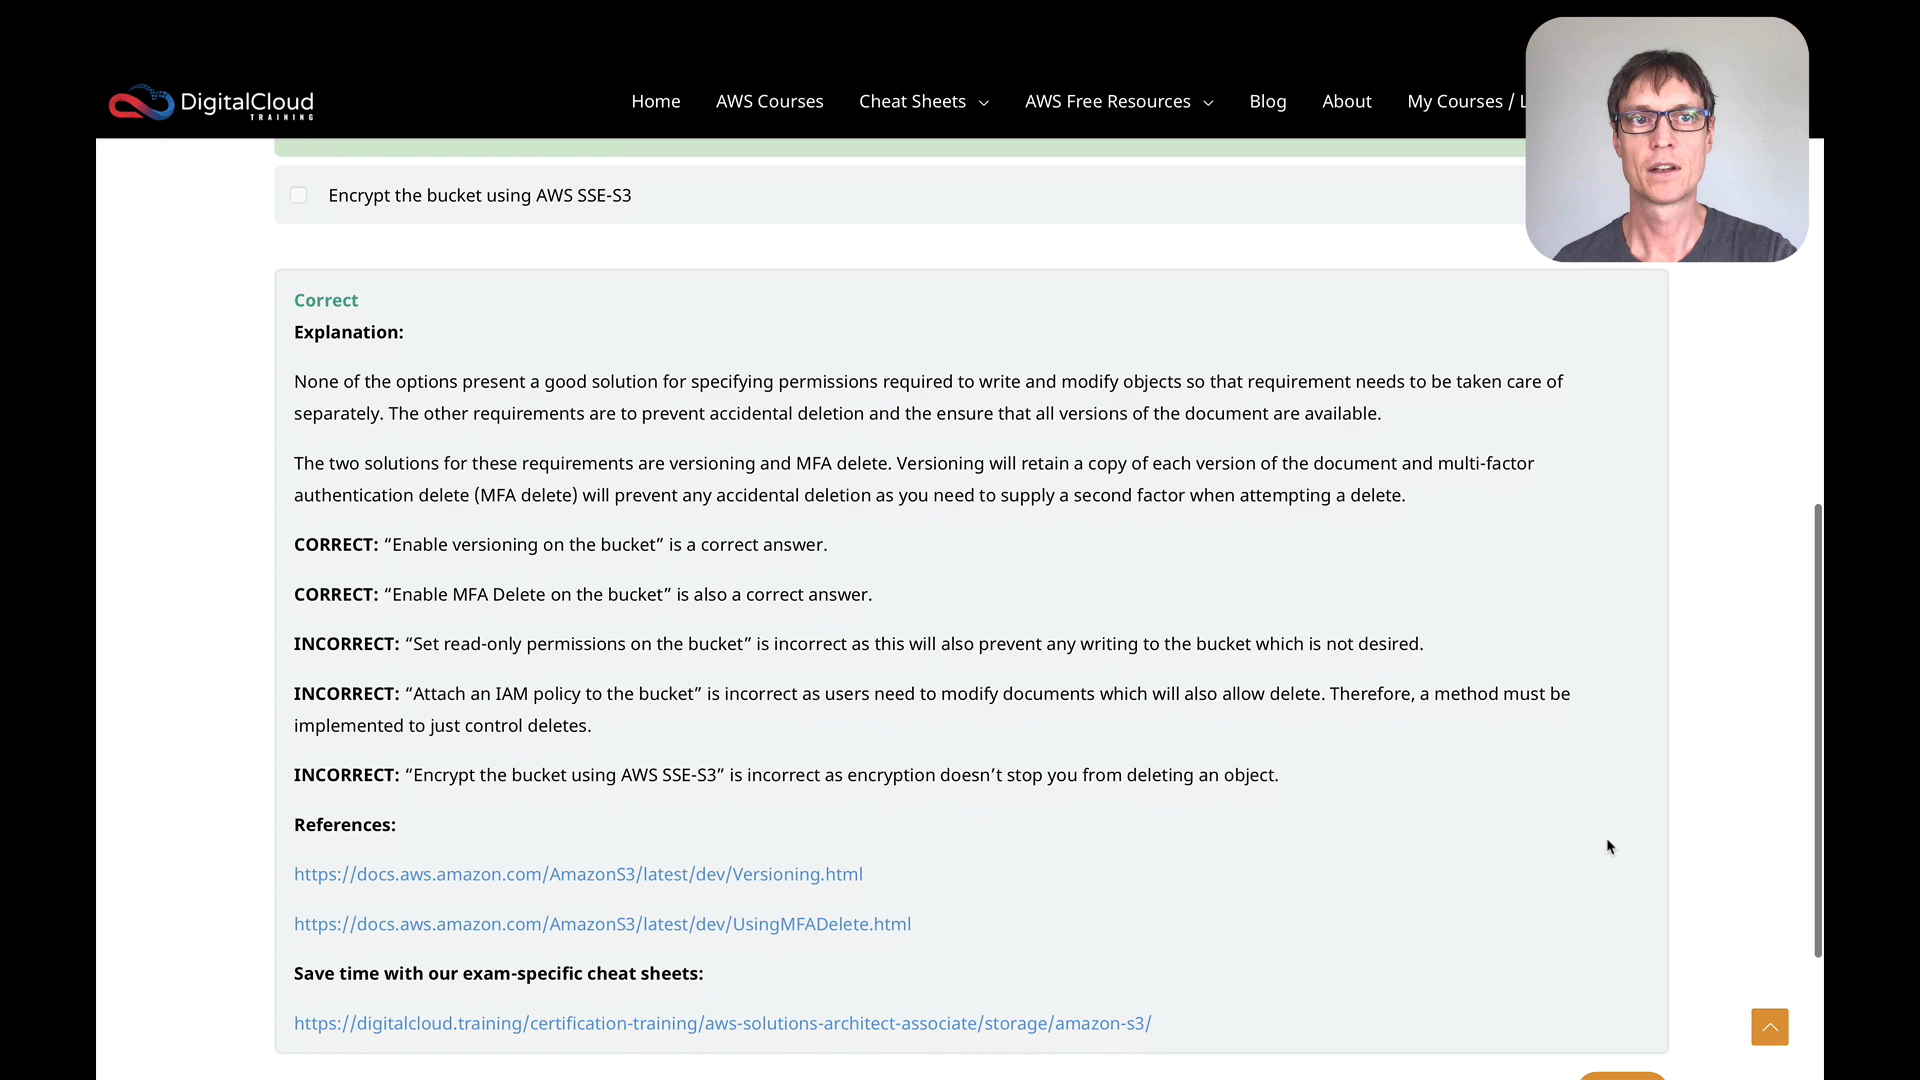 DigitalCloud
TRAINING
Home
AWS Courses
Cheat Sheets
AWS Free Resources
Blog
About
My Courses / L
Encrypt the bucket using AWS SSE-S3
Correct
Explanation:
None of the options present a good solution for specifying permissions required to write and modify objects so that requirement needs to be taken care of
separately. The other requirements are to prevent accidental deletion and the ensure that all versions of the document are available.
The two solutions for these requirements are versioning and MFA delete. Versioning will retain a copy of each version of the document and multi-factor
authentication delete (MFA delete) will prevent any accidental deletion as you need to supply a second factor when attempting a delete.
CORRECT: “Enable versioning on the bucket” is a correct answer.
CORRECT: “Enable MFA Delete on the bucket” is also a correct answer.
INCORRECT: “Set read-only permissions on the bucket” is incorrect as this will also prevent any writing to the bucket which is not desired.
INCORRECT: “Attach an IAM policy to the bucket” is incorrect as users need to modify documents which will also allow delete. Therefore, a method must be
implemented to just control deletes.
INCORRECT: “Encrypt the bucket using AWS SSE-S3” is incorrect as encryption doesn’t stop you from deleting an object.
References:
https://docs.aws.amazon.com/AmazonS3/latest/dev/Versioning.html
https://docs.aws.amazon.com/AmazonS3/latest/dev/UsingMFADelete.html
Save time with our exam-specific cheat sheets:
https://digitalcloud.training/certification-training/aws-solutions-architect-associate/storage/amazon-s3/